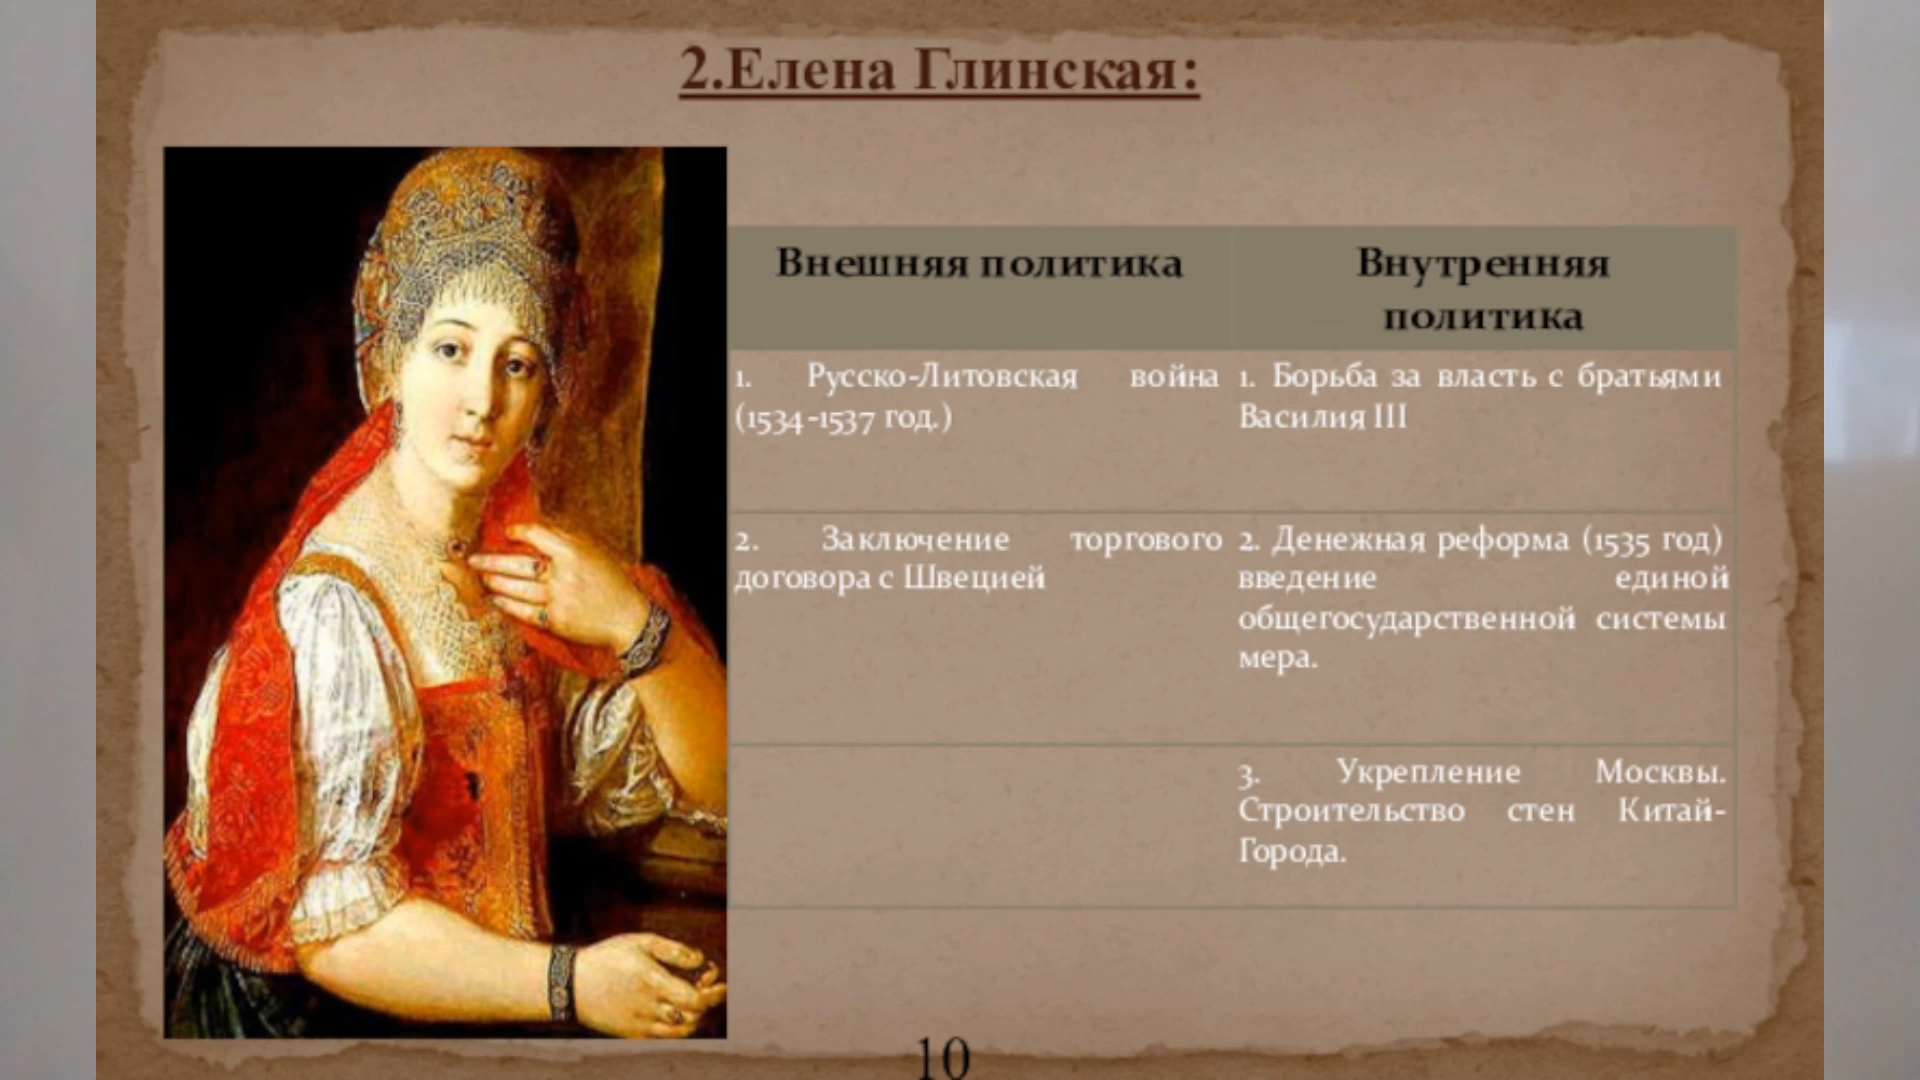 2.Елена Глинская:
Внешняя политика
Внутренняя
политика
1. Русско-Литовская война
(1534-1537 год.)
1. Борьба за власть с братьями
Василия III
2. Заключение торгового
договора с Швецией
2. Денежная реформа (1535 год)
введение единой
общегосударственной системы
мера.
3. Укрепление Москвы.
Строительство стен Китай-
Города.
10